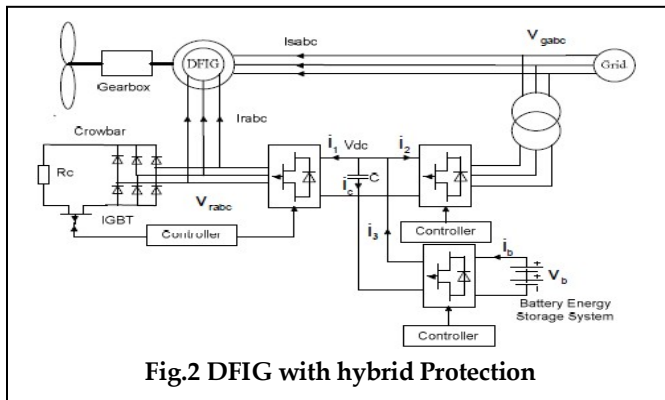 Isabc
Vgabc
DFIG
Grid
Gearbox
Irabc
Crowbar
Rc
IGBT
Vrabc
Controller
i1
Vdc
i2
C
ic
i3
Controller
ib
Vb
Battery Energy
Storage System
Controller
Fig.2 DFIG with hybrid Protection